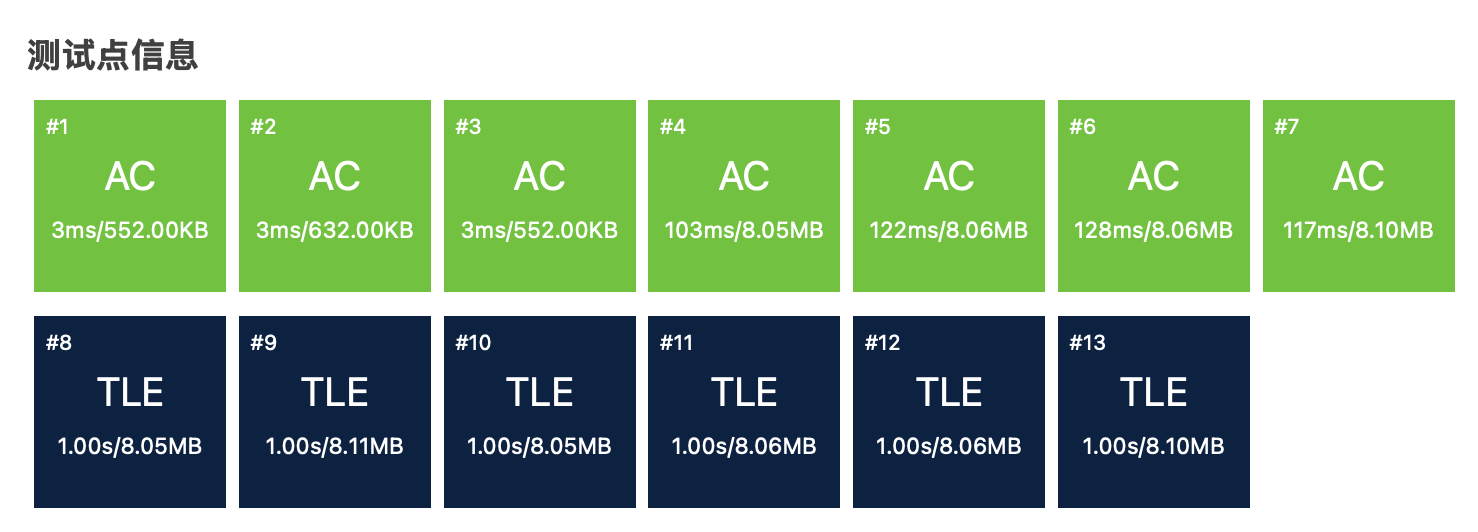 测试点信息
#1
AC
3ms/552.00KB
#2
AC
3ms/632.00KB
#3
AC
3ms/552.00KB
#4
AC
103ms/8.05MB
#5
AC
122ms/8.06MB
#6
AC
128ms/8.06MB
#7
AC
117ms/8.10MB
#8
TLE
1.00s/8.05MB
#9
TLE
1.00s/8.11MB
#10
TLE
1.00s/8.05MB
#11
TLE
1.00s/8.06MB
#12
TLE
1.00s/8.06MB
#13
TLE
1.00s/8.10MB